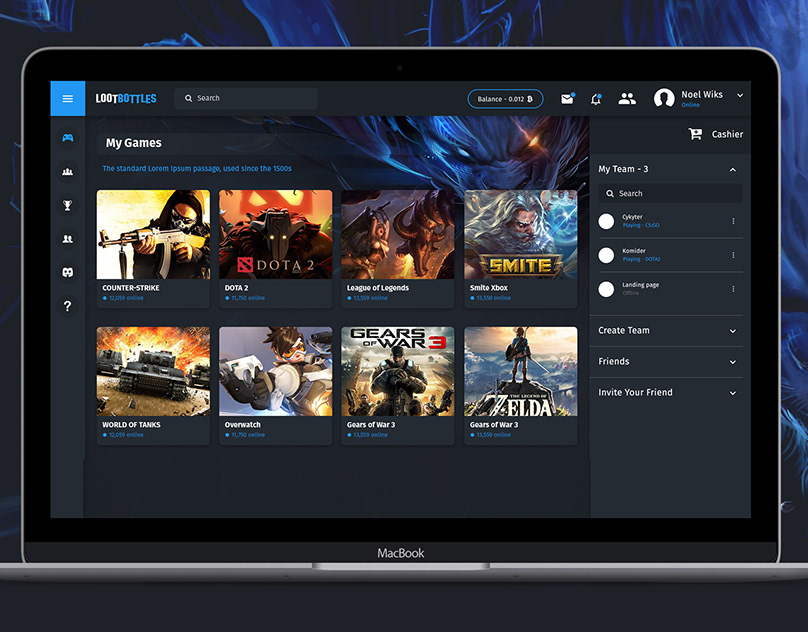 LOOTBOTTLES
Search
Balance - 0.012 ₿
Noel Wiks
Online
Cashier
My Games
The standard Lorem Ipsum passage, used since the 1500s
DOTA 2
SMITE
COUNTER-STRIKE
12,059 online
DOTA 2
11,750 online
League of Legends
13,559 online
Smite Xbox
13,559 online
GEARS
OF WAR 3
THE LEGEND OF
ZELDA
WORLD OF TANKS
12,059 online
Overwatch
11,750 online
Gears of War 3
13,559 online
Gears of War 3
13,559 online
My Team - 3
Search
Cykyter
Playing - CS:GO
Komider
Playing - DOTA2
Landing page
Offline
Create Team
Friends
Invite Your Friend
?
MacBook